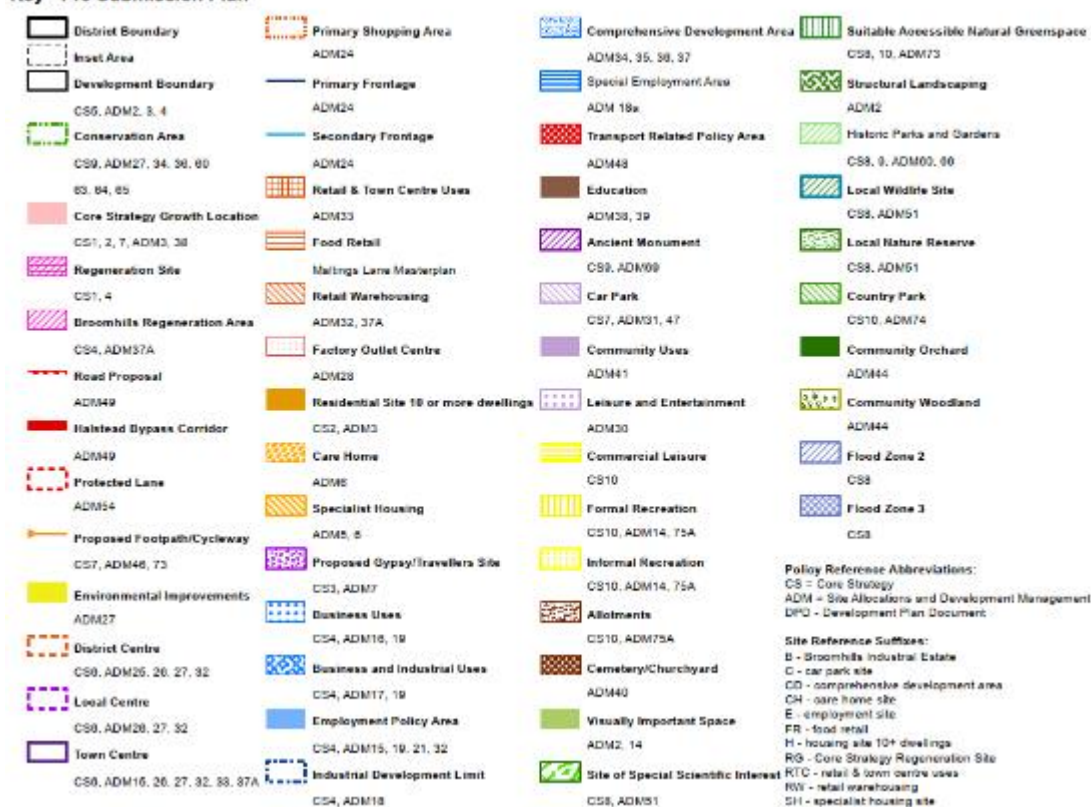 Key - Pre Submission Plan
District Boundary
Inset Area
Development Boundary
CS5, ADM2, 3, 4
Conservation Area
CS9, ADM27, 34, 36, 60
63, 64, 65
Core Strategy Growth Location
CS1, 2, 7, ADM3, 38
Regeneration Site
CS1, 4
Broomhills Regeneration Area
CS4, ADM37A
Road Proposal
ADM49
Halstead Bypass Corridor
ADM49
Protected Lane
ADM54
Proposed Footpath/Cycleway
CS7, ADM46, 73
Environmental Improvements
ADM27
District Centre
CS6, ADM25, 26, 27, 32
Local Centre
CS6, ADM26, 27, 32
Town Centre
CS6, ADM16, 26, 27, 32, 33, 37A
Primary Shopping Area
ADM24
Primary Frontage
ADM24
Secondary Frontage
ADM24
Retail & Town Centre Uses
ADM33
Food Retail
Maltings Lane Masterplan
Retail Warehousing
ADM32, 37A
Factory Outlet Centre
ADM28
Residential Site 10 or more dwellings
CS2, ADM3
Care Home
ADM6
Specialist Housing
ADM5, 6
Proposed Gypsy/Travellers Site
CS3, ADM7
Business Uses
CS4, ADM16, 19
Business and Industrial Uses
CS4, ADM17, 19
Employment Policy Area
CS4, ADM15, 19, 21, 32
Industrial Development Limit
CS4, ADM18
Comprehensive Development Area
ADM34, 35, 36, 37
Special Employment Area
ADM 18a
Transport Related Policy Area
ADM48
Education
ADM38, 39
Ancient Monument
CS9, ADM69
Car Park
CS7, ADM31, 47
Community Uses
ADM41
Leisure and Entertainment
ADM30
Commercial Leisure
CS10
Formal Recreation
CS10, ADM14, 75A
Informal Recreation
CS10, ADM14, 75A
Allotments
CS10, ADM75A
Cemetery/Churchyard
ADM40
Visually Important Space
ADM2, 14
Site of Special Scientific Interest
CS8, ADM51
Suitable Accessible Natural Greenspace
CS8, 10, ADM73
Structural Landscaping
ADM2
Historic Parks and Gardens
CS8, 9, ADM60, 66
Local Wildlife Site
CS8, ADM51
Local Nature Reserve
CS8, ADM51
Country Park
CS10, ADM74
Community Orchard
ADM44
Community Woodland
ADM44
Flood Zone 2
CS8
Flood Zone 3
CS8
Policy Reference Abbreviations:
CS = Core Strategy
ADM = Site Allocations and Development Management
DPD - Development Plan Document
Site Reference Suffixes:
B - Broomhills Industrial Estate
C - car park site
CD - comprehensive development area
CH - care home site
E - employment site
FR - food retail
H - housing site 10+ dwellings
RG - Core Strategy Regeneration Site
RTC - retail & town centre uses
RW - retail warehousing
SH - specialist housing site